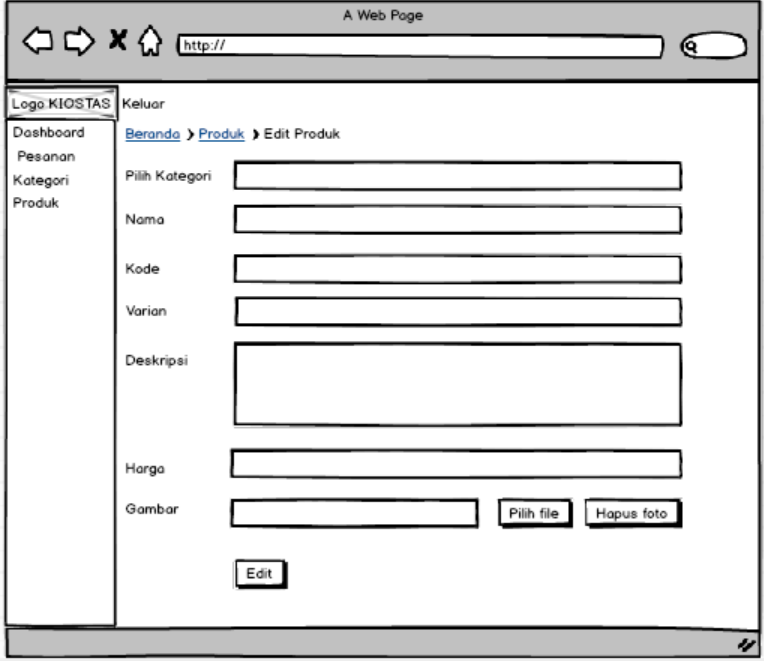 A Web Page
http://
Logo KIOSTAS
Keluar
Dashboard
Pesanan
Kategori
Produk
Beranda > Produk > Edit Produk
Pilih Kategori
Nama
Kode
Varian
Deskripsi
Harga
Gambar Pilih file Hapus foto
Edit